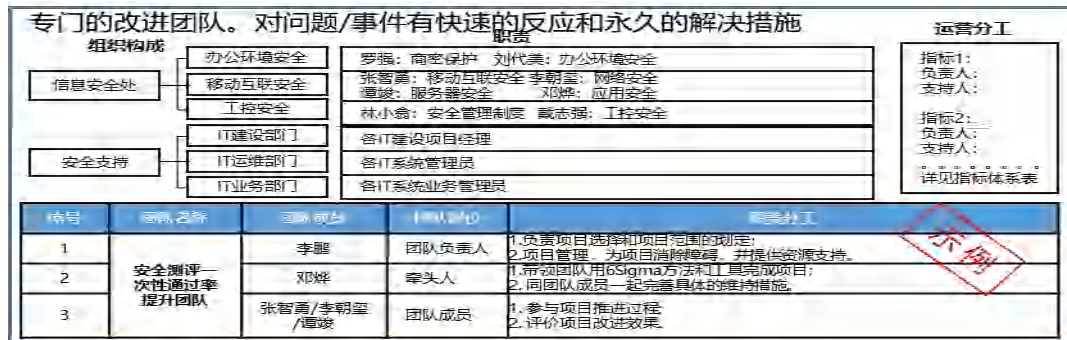 专门的改进团队。对问题/事件有快速的反应和永久的解决措施
组织构成
职责
运营分工
信息安全处
办公环境安全
罗强：商密保护 刘代美：办公环境安全
移动互联安全
张智勇：移动互联安全 李朝玺：网络安全
谭竣：服务器安全 邓烨：应用安全
工控安全
林小翕：安全管理制度 戴志强：工控安全
安全支持
IT建设部门
各IT建设项目经理
IT运维部门
各IT系统管理员
IT业务部门
各IT系统业务管理员
指标1：
负责人：
支持人：
指标2：
负责人：
支持人：
。。。。。。。
详见指标体系表
编号 团队名称 职责分工
1 李鹏 团队负责人 1.负责项目选择和项目范围的划定；
2.项目管理、为项目消除障碍、并提供资源支持。
安全测评一
次性通过率
提升团队
2 邓烨 牵头人 1.带领团队用6Sigma方法和工具完成项目；
2.同团队成员一起完善具体的维持措施。
3 张智勇/李朝玺
/谭竣 团队成员 1.参与项目推进过程
2.评价项目改进效果。
示例